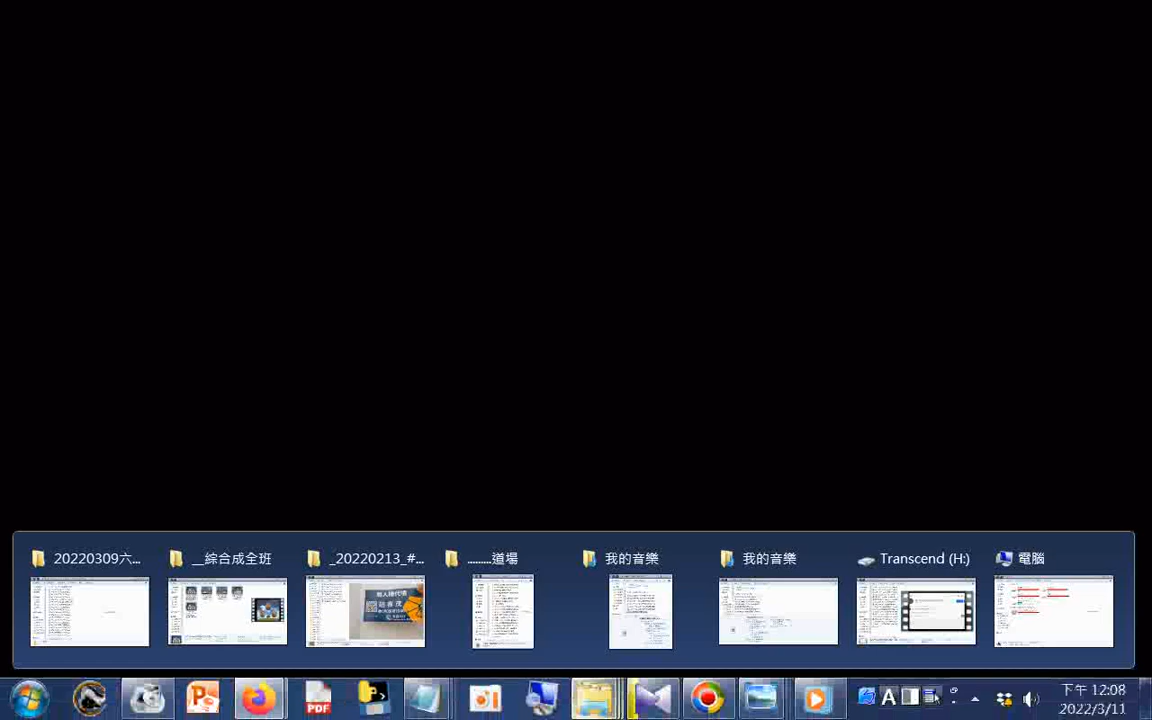 20220309六...
__綜合成全班
_20220213_#...
........道場
我的音樂
我的音樂
Transcend (H:)
電腦
PDF
A
下午 12:08
2022/3/11